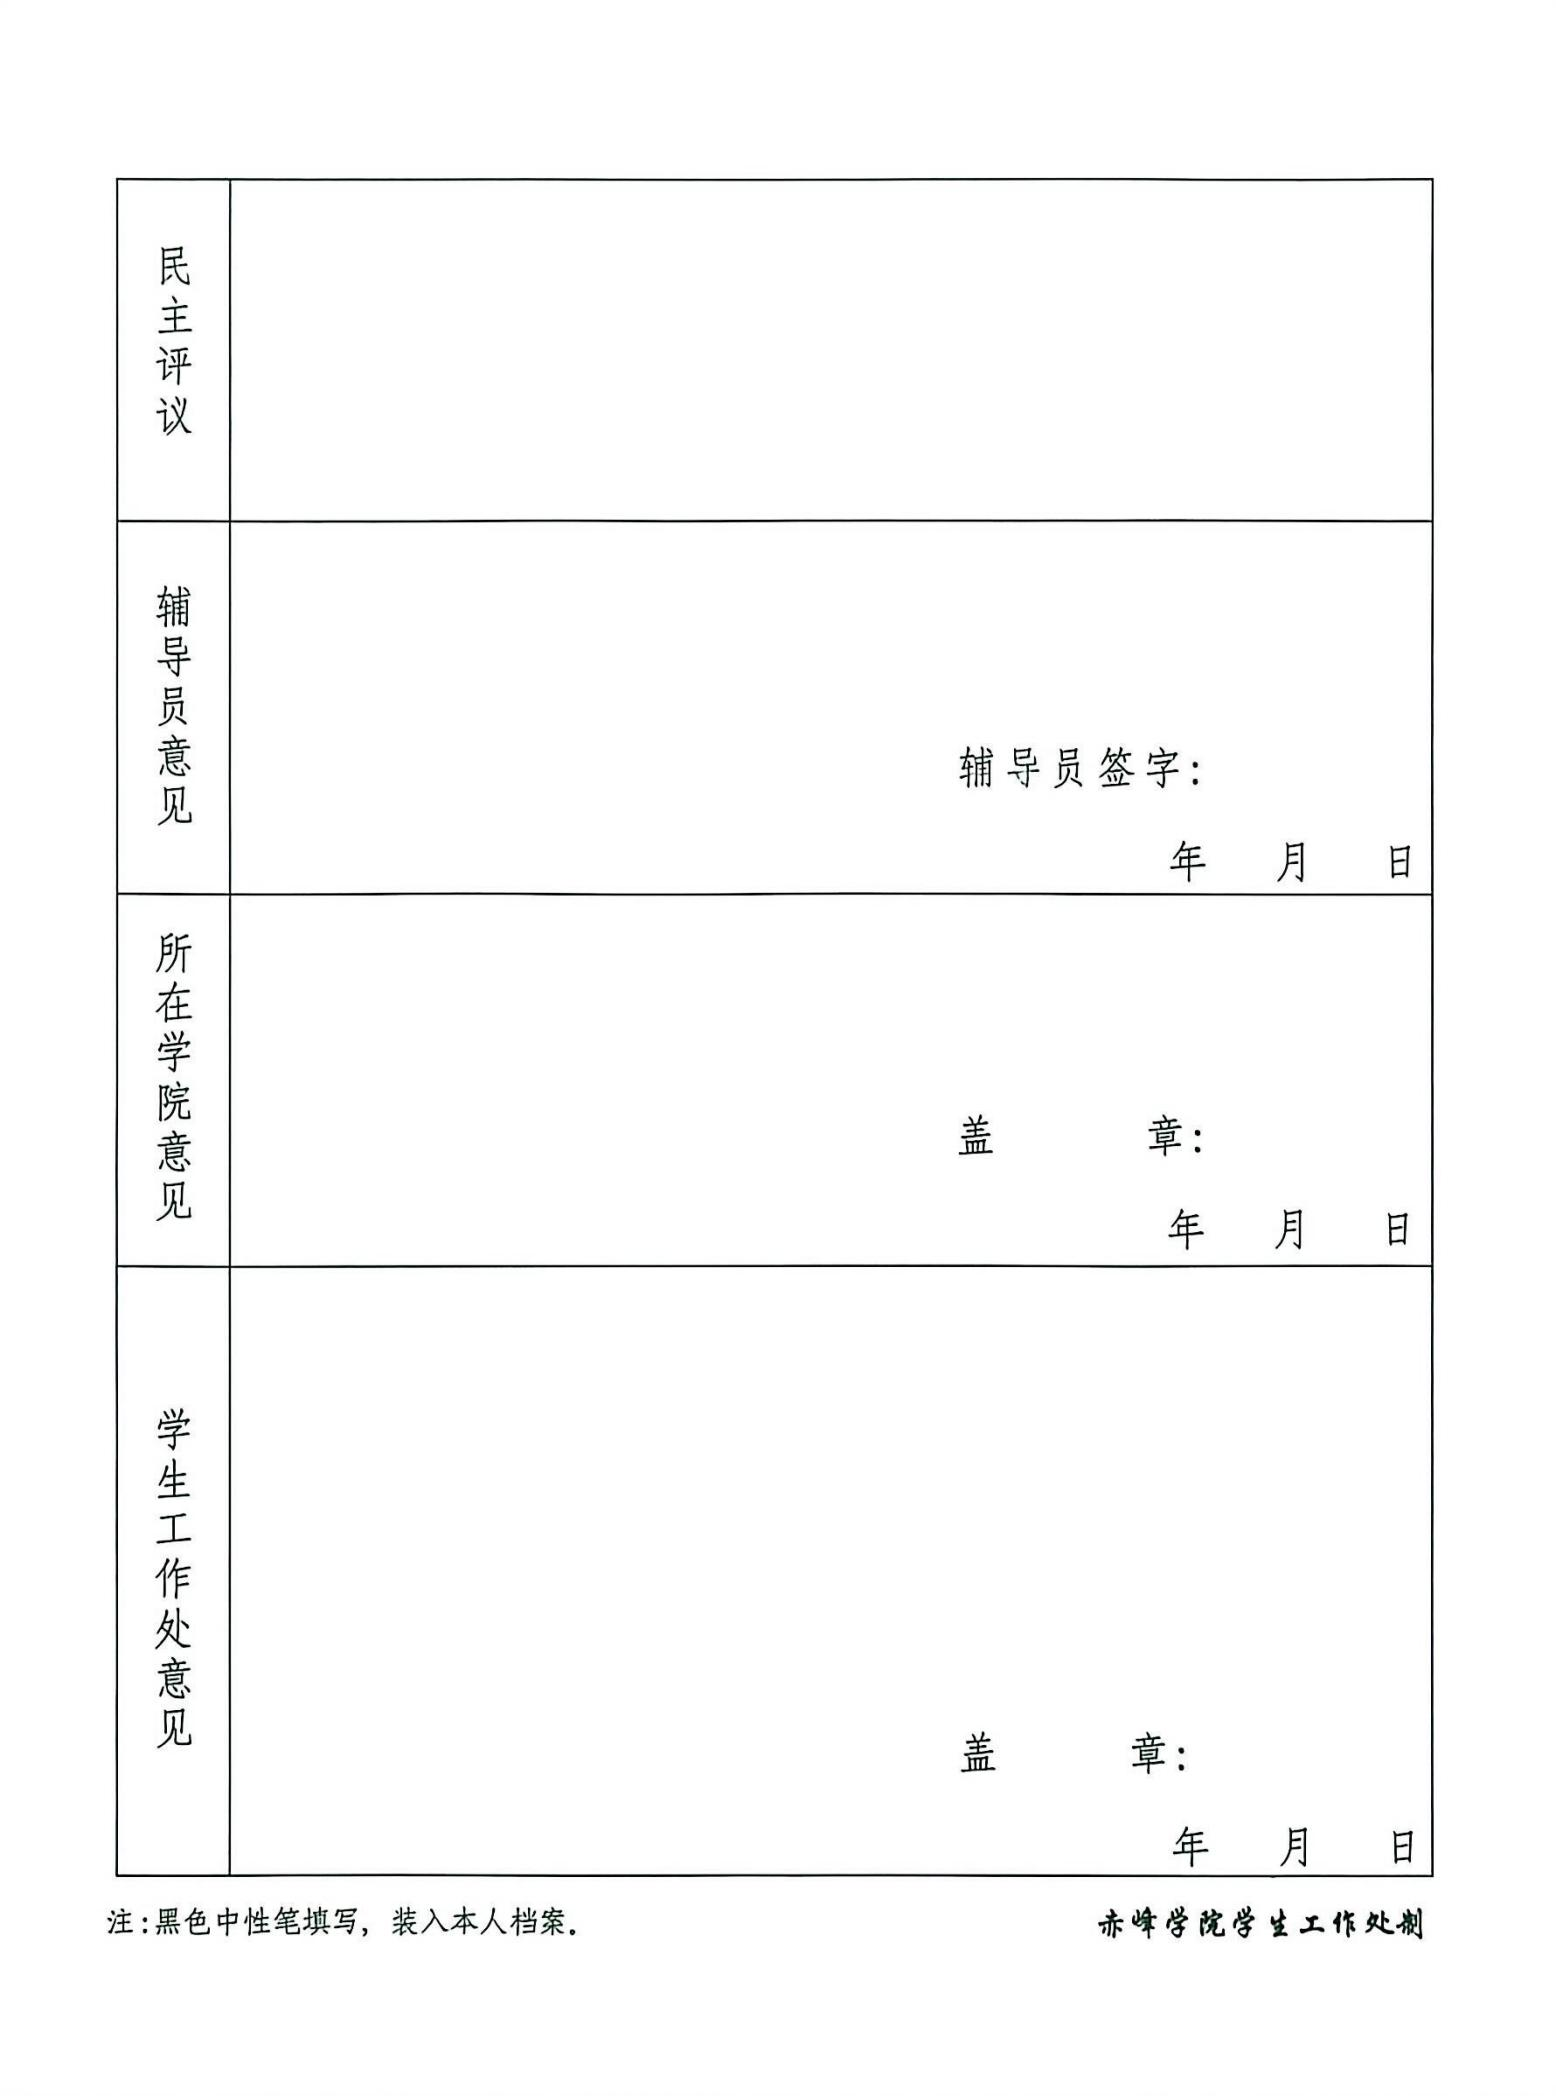 民主评议
辅导员意见
辅导员签字:
年 月 日
所在学院意见
盖 章:
年 月 日
学生工作处意见
盖 章:
年 月 日
注:黑色中性笔填写，装入本人档案。
赤峰学院学生工作处制